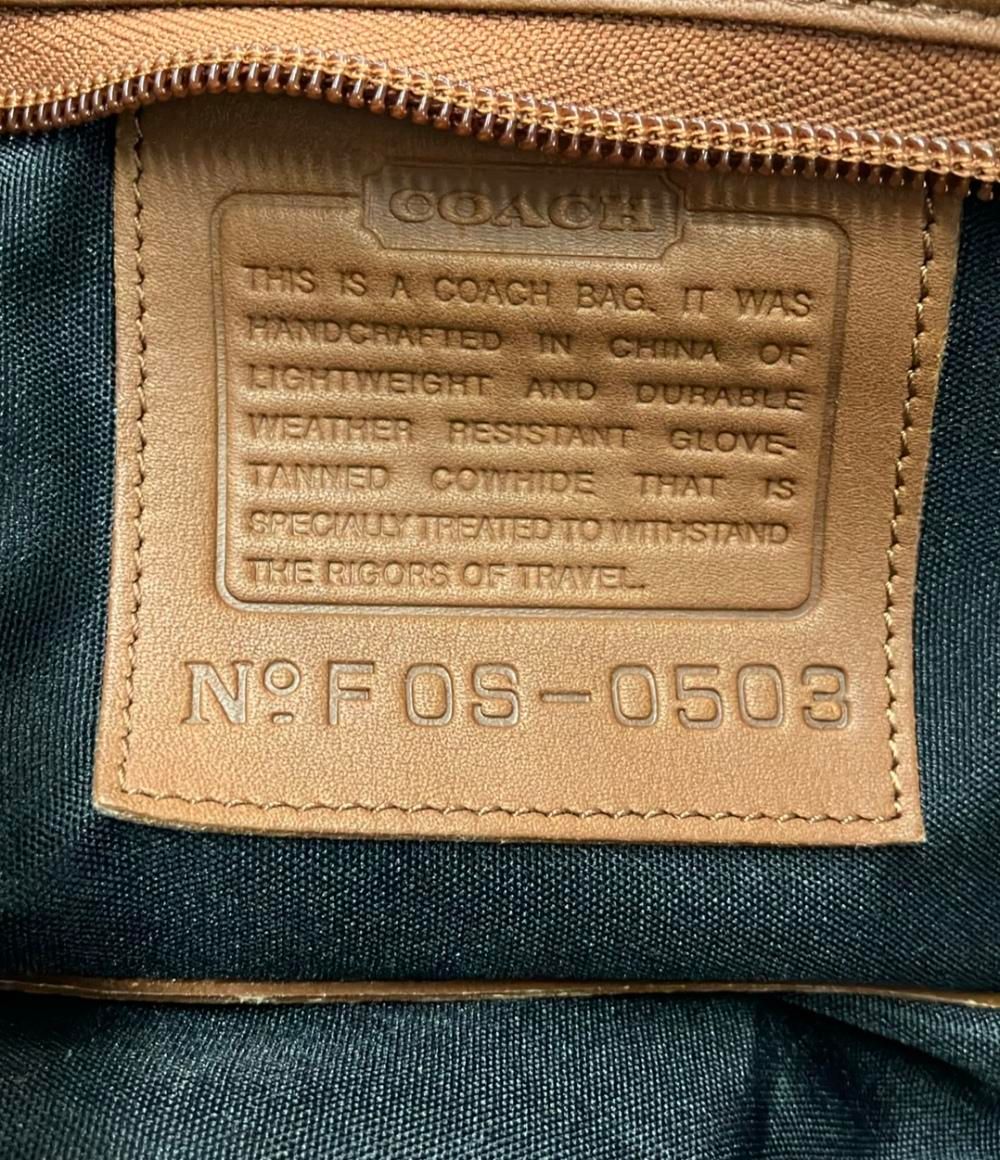 COACH
THIS IS A COACH BAG. IT WAS
HANDCRAFTED IN CHINA OF
LIGHTWEIGHT AND DURABLE
WEATHER RESISTANT GLOVE-
TANNED COWHIDE THAT IS
SPECIALLY TREATED TO WITHSTAND
THE RIGORS OF TRAVEL.
Nº F0S-0503